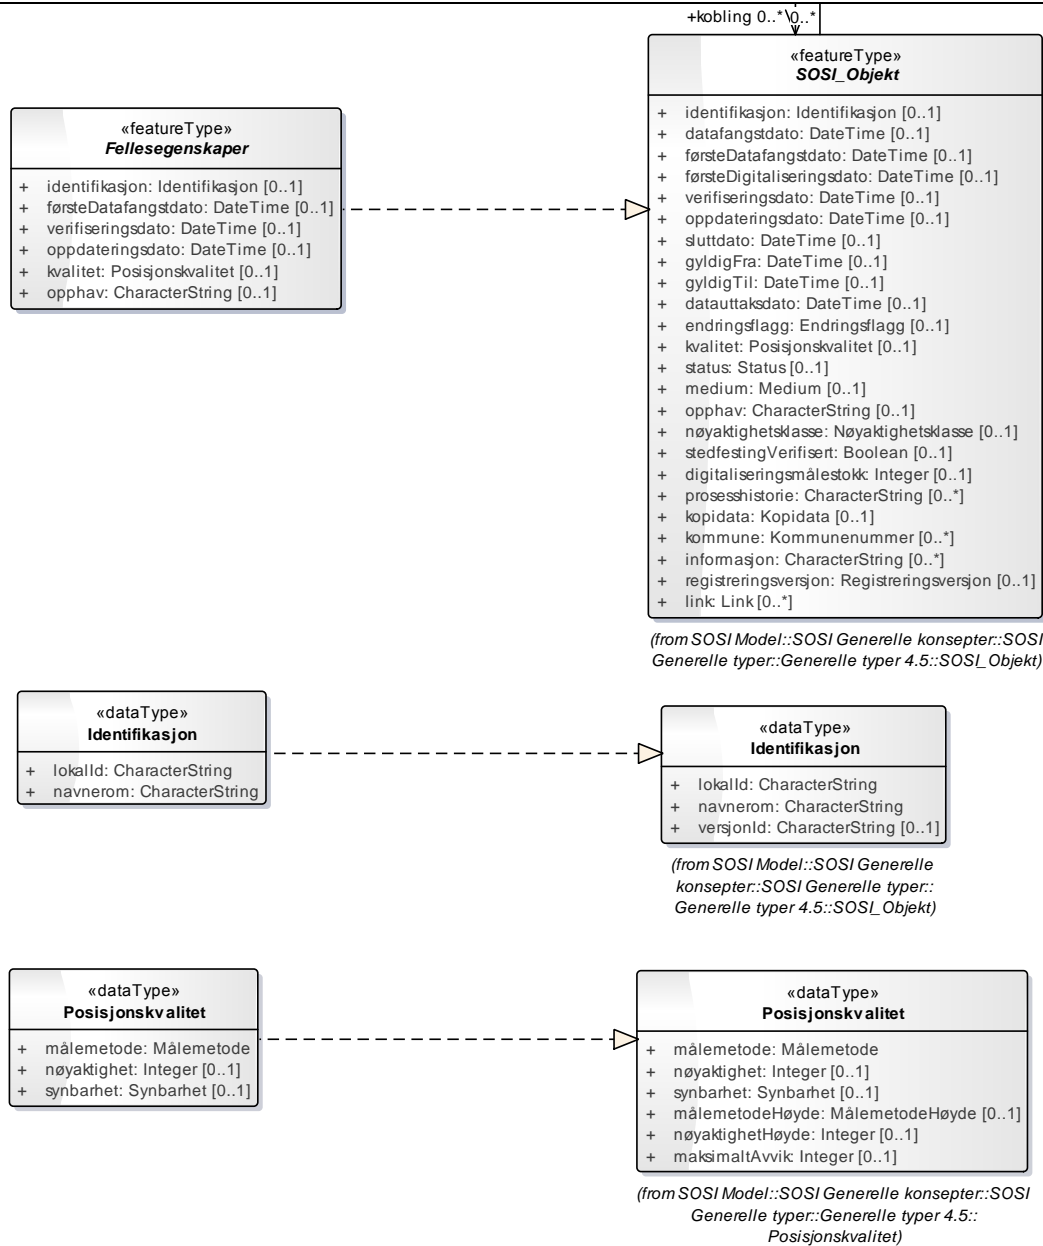 +kobling 0..* 0..*
«featureType»
SOSI_Objekt
+ identifikasjon: Identifikasjon [0..1]
+ datafangstdato: DateTime [0..1]
+ førsteDatafangstdato: DateTime [0..1]
+førsteDigitaliseringsdato: DateTime [0..1]
+ verifiseringsdato: DateTime [0..1]
+ oppdateringsdato: DateTime [0..1]
+ sluttdato: DateTime [0..1]
+ gyldigFra: DateTime [0..1]
+ gyldigTil: DateTime [0..1]
+ datauttaksdato: DateTime [0..1]
+ endringsflagg: Endringsflagg [0..1]
+ kvalitet: Posisjonskvalitet [0..1]
+ status: Status [0..1]
+ medium: Medium [0..1]
+ opphav: CharacterString [0..1]
+ nøyaktighetsklasse: Nøyaktighetsklasse [0..1]
+ stedfestingVerifisert: Boolean [0..1]
+ digitaliseringsmålestokk: Integer [0..1]
+ prosesshistorie: CharacterString [0..*]
+ kopidata: Kopidata [0..1]
+ kommune: Kommunenummer [0..*]
+ informasjon: CharacterString [0..*]
+ registreringsversjon: Registreringsversjon [0..1]
+ link: Link [0..*]
(from SOSI Model::SOSI Generelle konsepter::SOSI
Generelle typer::Generelle typer 4.5::SOSI_Objekt)
«featureType»
Fellesegenskaper
+ identifikasjon: Identifikasjon [0..1]
+ førsteDatafangstdato: DateTime [0..1]
+ verifiseringsdato: DateTime [0..1]
+ oppdateringsdato: DateTime [0..1]
+ kvalitet: Posisjonskvalitet [0..1]
+ opphav: CharacterString [0..1]
«dataType»
Identifikasjon
+ lokalId: CharacterString
+ navnerom: CharacterString
«dataType»
Identifikasjon
+ lokalId: CharacterString
+ navnerom: CharacterString
+ versjonId: CharacterString [0..1]
(from SOSI Model::SOSI Generelle
konsepter::SOSI Generelle typer::
Generelle typer 4.5::SOSI_Objekt)
«dataType»
Posisjonskvalitet
+ målemetode: Målemetode
+ nøyaktighet: Integer [0..1]
+ synbarhet: Synbarhet [0..1]
«dataType»
Posisjonskvalitet
+ målemetode: Målemetode
+ nøyaktighet: Integer [0..1]
+ synbarhet: Synbarhet [0..1]
+ målemetodeHøyde: MålemetodeHøyde [0..1]
+ nøyaktighetHøyde: Integer [0..1]
+ maksimaltAvvik: Integer [0..1]
(from SOSI Model::SOSI Generelle konsepter::SOSI
Generelle typer::Generelle typer 4.5::
Posisjonskvalitet)